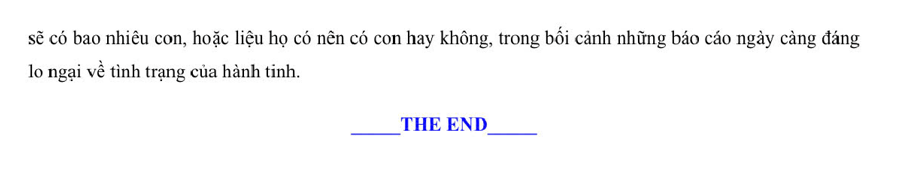 sẽ có bao nhiêu con, hoặc liệu họ có nên có con hay không, trong bối cảnh những báo cáo ngày càng đáng
lo ngại về tình trạng của hành tinh.
_____THE END_____